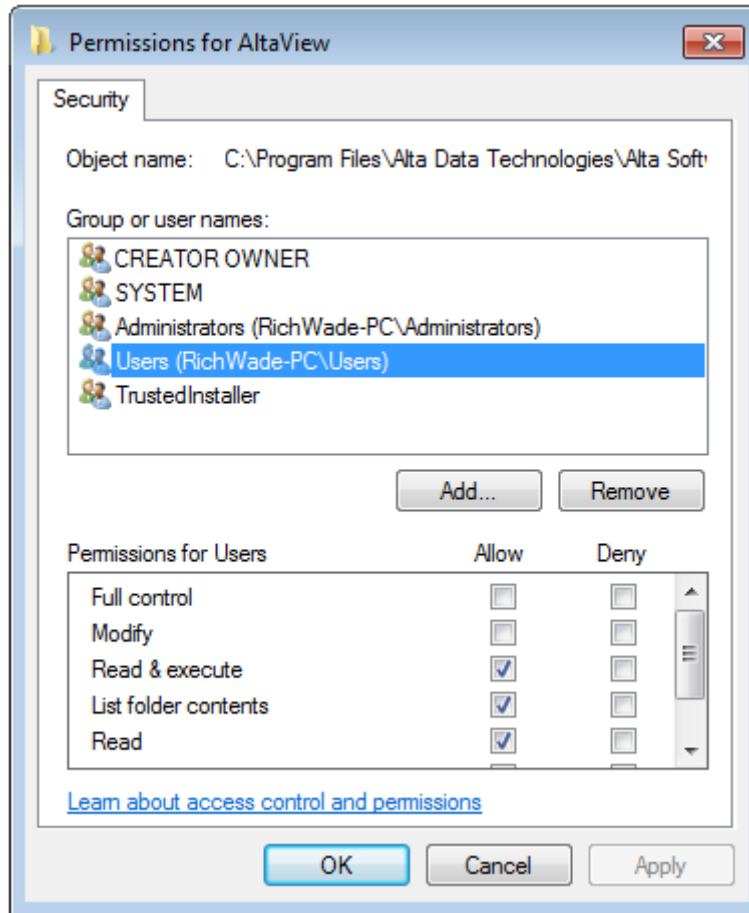 Permissions for AltaView
Security
Object name: C:\Program Files\Alta Data Technologies\Alta Soft
Group or user names:
CREATOR OWNER
SYSTEM
Administrators (RichWade-PC\Administrators)
Users (RichWade-PC\Users)
TrustedInstaller
Add... Remove
Permissions for Users Allow Deny
Full control
Modify
Read & execute
List folder contents
Read
Learn about access control and permissions
OK Cancel Apply